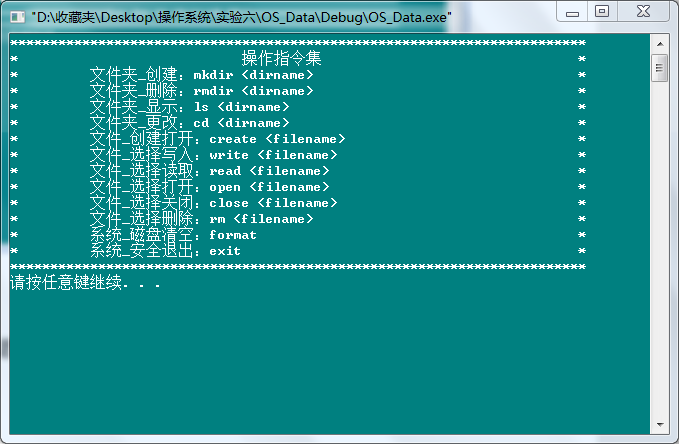 "D:\收藏夹\Desktop\操作系统\实验六\OS_Data\Debug\OS_Data.exe"
************************************************************************
* 操作指令集 *
* 文件夹_创建：mkdir <dirname> *
* 文件夹_删除：rmdir <dirname> *
* 文件夹_显示：ls <dirname> *
* 文件夹_更改：cd <dirname> *
* 文件_创建打开：create <filename> *
* 文件_选择写入：write <filename> *
* 文件_选择读取：read <filename> *
* 文件_选择打开：open <filename> *
* 文件_选择关闭：close <filename> *
* 文件_选择删除：rm <filename> *
* 系统_磁盘清空：format *
* 系统_安全退出：exit *
************************************************************************
请按任意键继续. . .